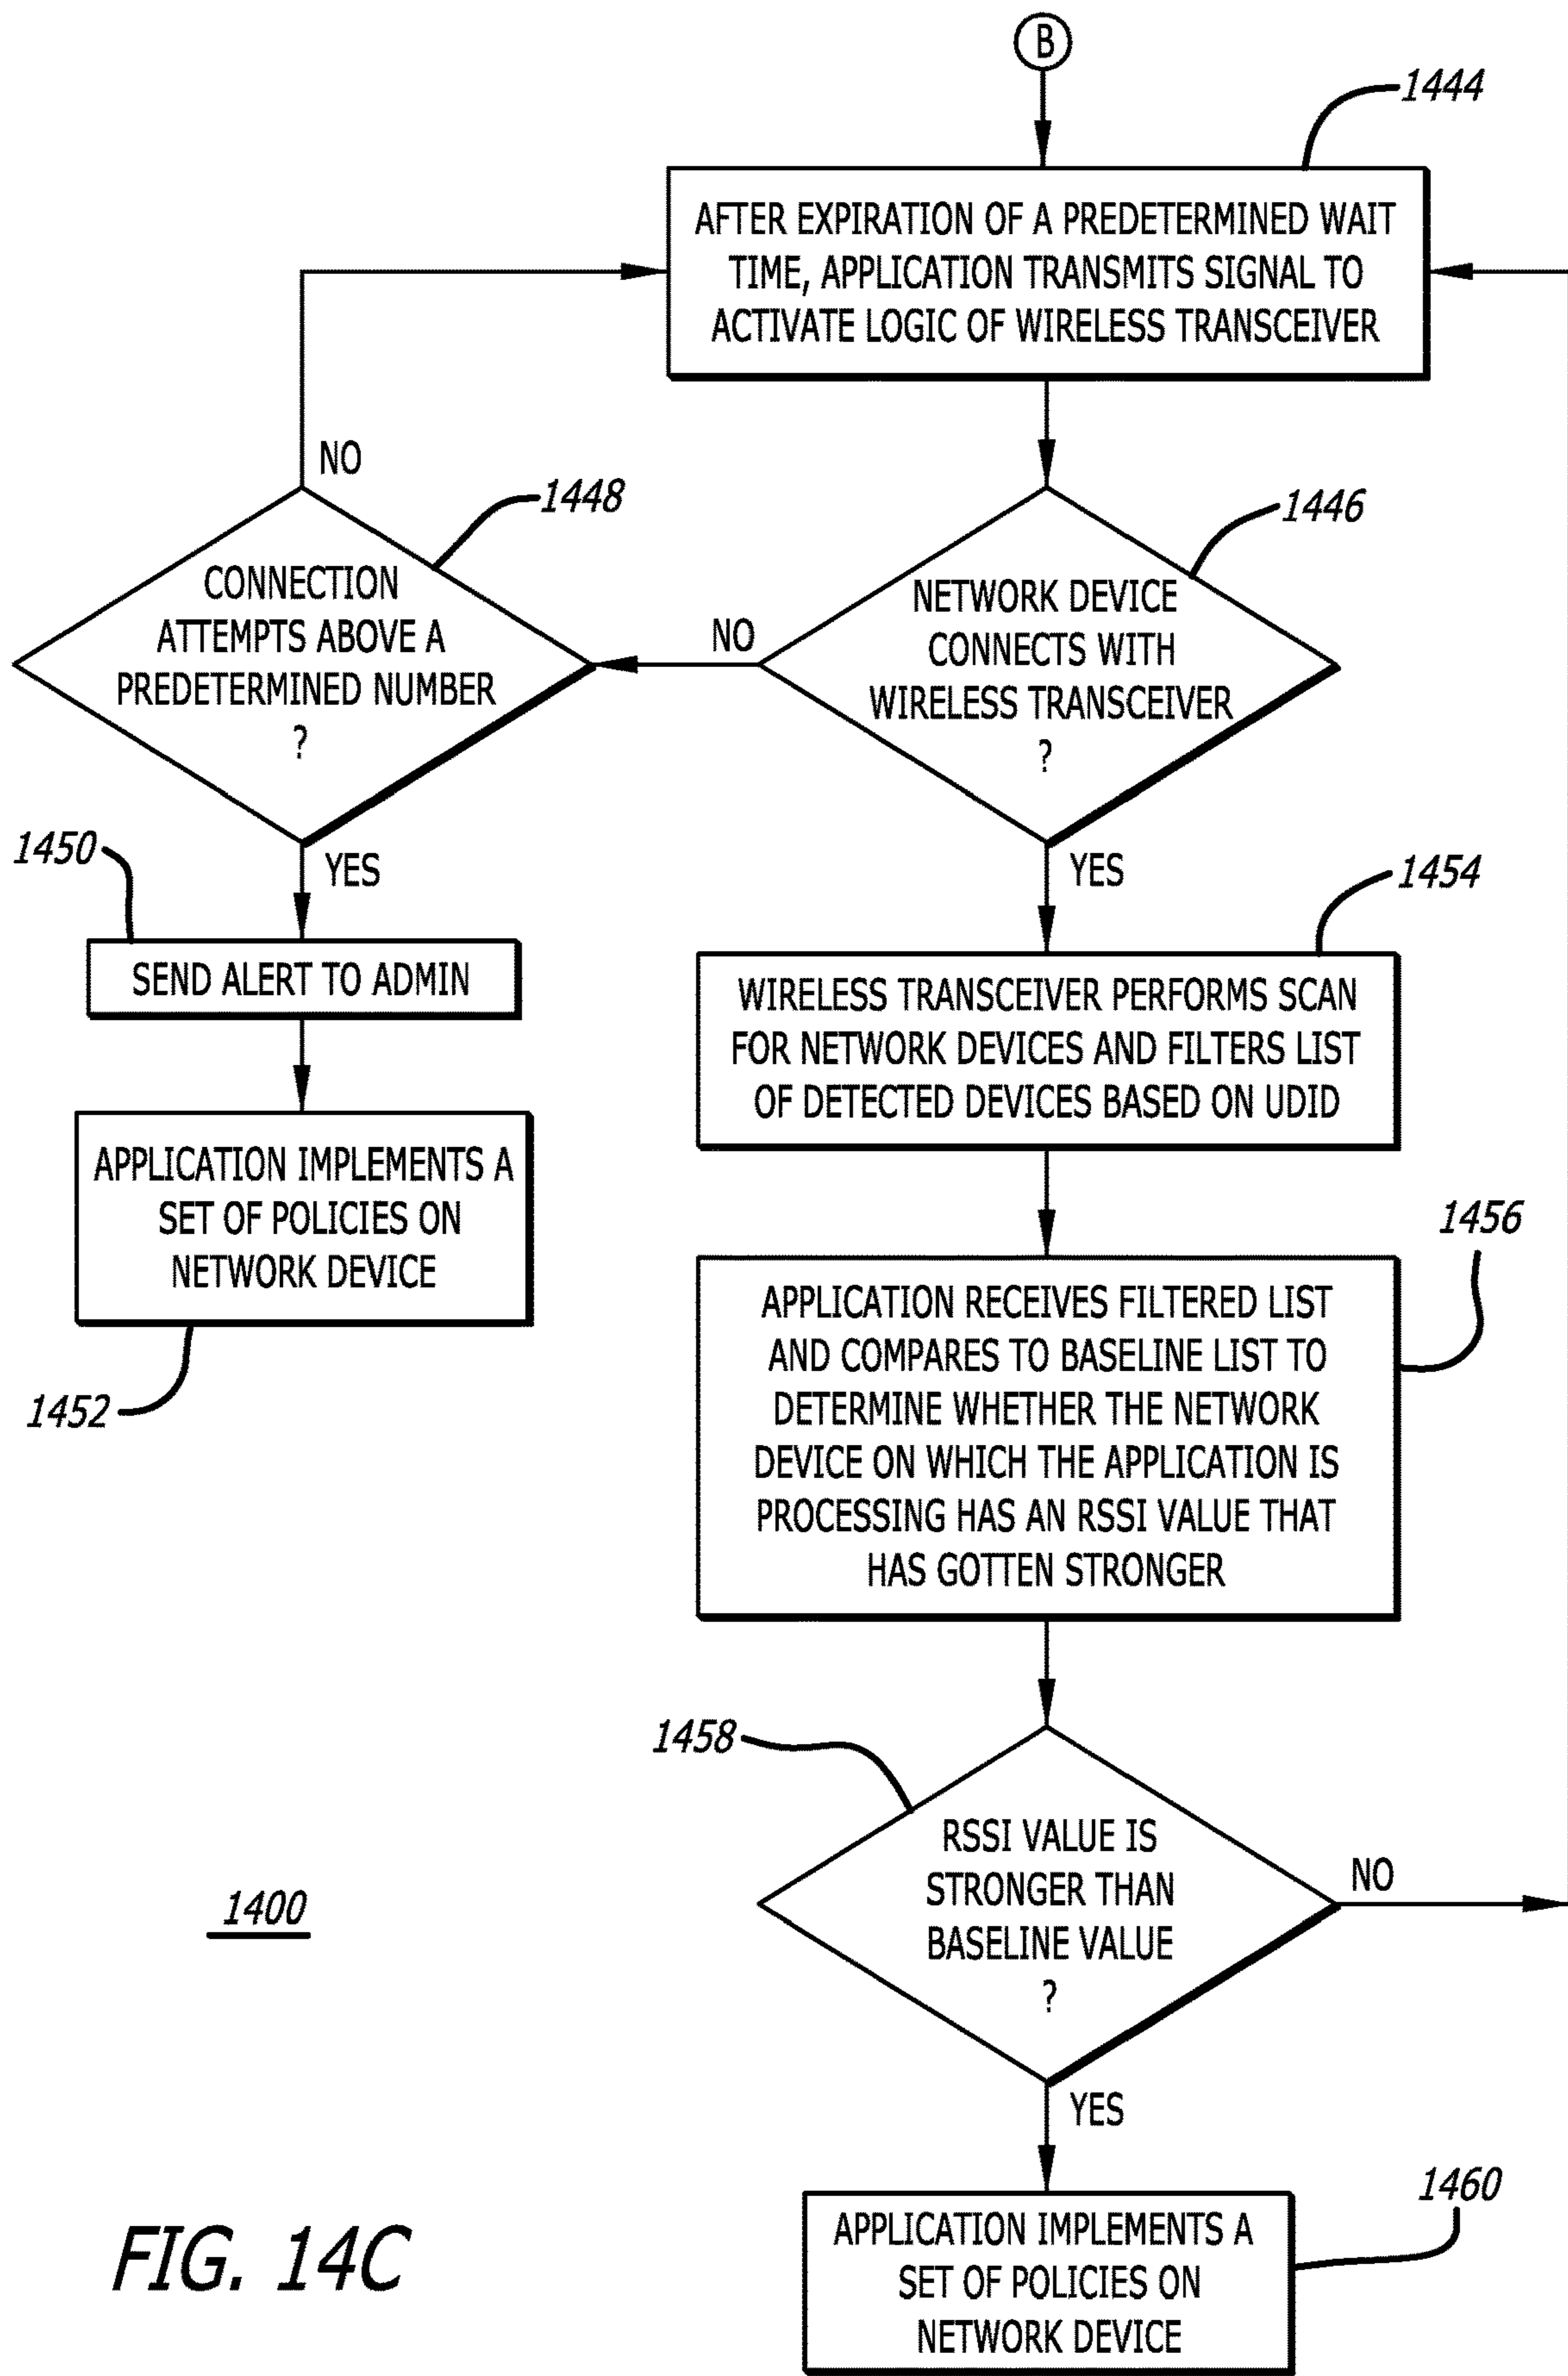 B
1444
AFTER EXPIRATION OF A PREDETERMINED WAIT
TIME, APPLICATION TRANSMITS SIGNAL TO
ACTIVATE LOGIC OF WIRELESS TRANSCEIVER
NO
1448
CONNECTION
ATTEMPTS ABOVE A
PREDETERMINED NUMBER
?
NO
1446
NETWORK DEVICE
CONNECTS WITH
WIRELESS TRANSCEIVER
?
1450
YES
SEND ALERT TO ADMIN
APPLICATION IMPLEMENTS A
SET OF POLICIES ON
NETWORK DEVICE
1452
YES
1454
WIRELESS TRANSCEIVER PERFORMS SCAN
FOR NETWORK DEVICES AND FILTERS LIST
OF DETECTED DEVICES BASED ON UDID
1456
APPLICATION RECEIVES FILTERED LIST
AND COMPARES TO BASELINE LIST TO
DETERMINE WHETHER THE NETWORK
DEVICE ON WHICH THE APPLICATION IS
PROCESSING HAS AN RSSI VALUE THAT
HAS GOTTEN STRONGER
1458
RSSI VALUE IS
STRONGER THAN
BASELINE VALUE
?
NO
1400
YES
1460
APPLICATION IMPLEMENTS A
SET OF POLICIES ON
NETWORK DEVICE
FIG. 14C